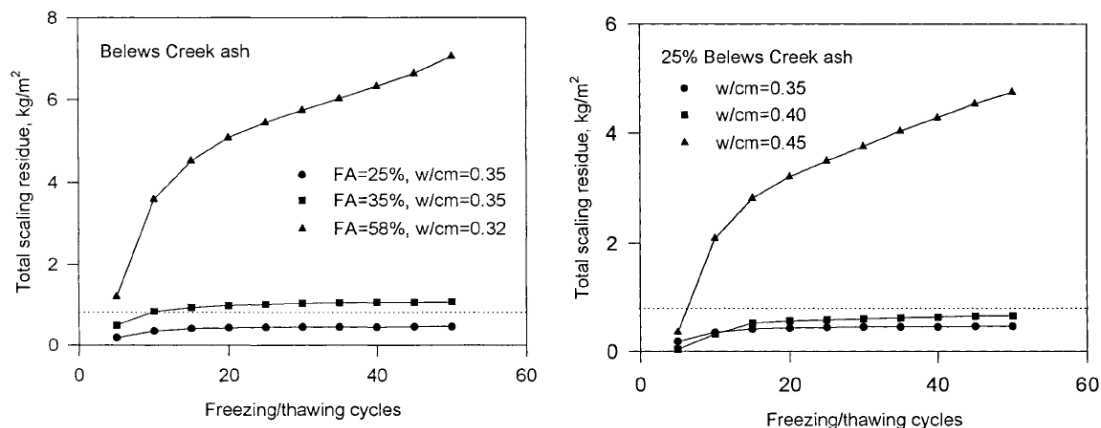 Total scaling residue, kg/m²
8
6
4
2
0
Belews Creek ash
FA=25%, w/cm=0.35
FA=35%, w/cm=0.35
FA=58%, w/cm=0.32
0
20
40
60
Freezing/thawing cycles
Total scaling residue, kg/m²
6
4
2
0
25% Belews Creek ash
w/cm=0.35
w/cm=0.40
w/cm=0.45
0
20
40
60
Freezing/thawing cycles